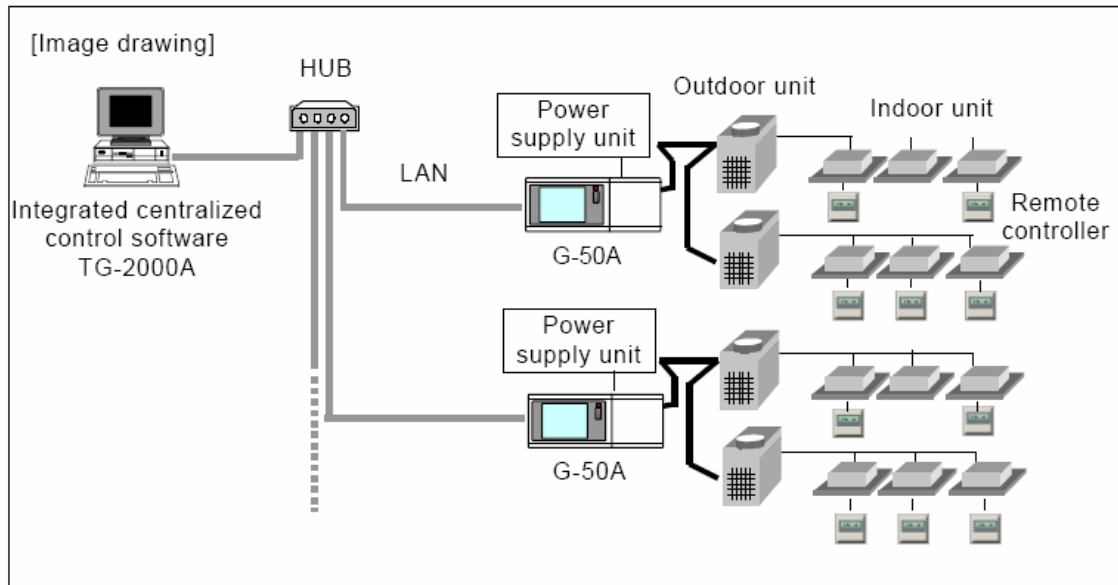 [Image drawing]
HUB
Integrated centralized
control software
TG-2000A
LAN
Power
supply unit
G-50A
Outdoor unit
Indoor unit
Remote
controller
Power
supply unit
G-50A